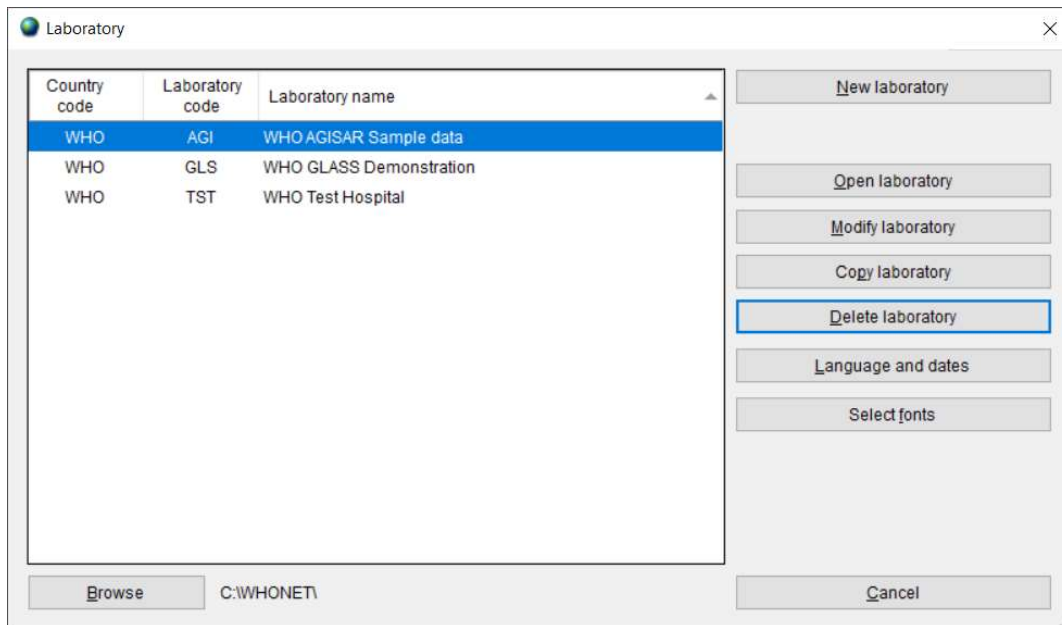 Laboratory
Country code Laboratory code Laboratory name
WHO AGI WHO AGISAR Sample data
WHO GLS WHO GLASS Demonstration
WHO TST WHO Test Hospital
New laboratory
Open laboratory
Modify laboratory
Copy laboratory
Delete laboratory
Language and dates
Select fonts
Browse C:\WHONET\
Cancel